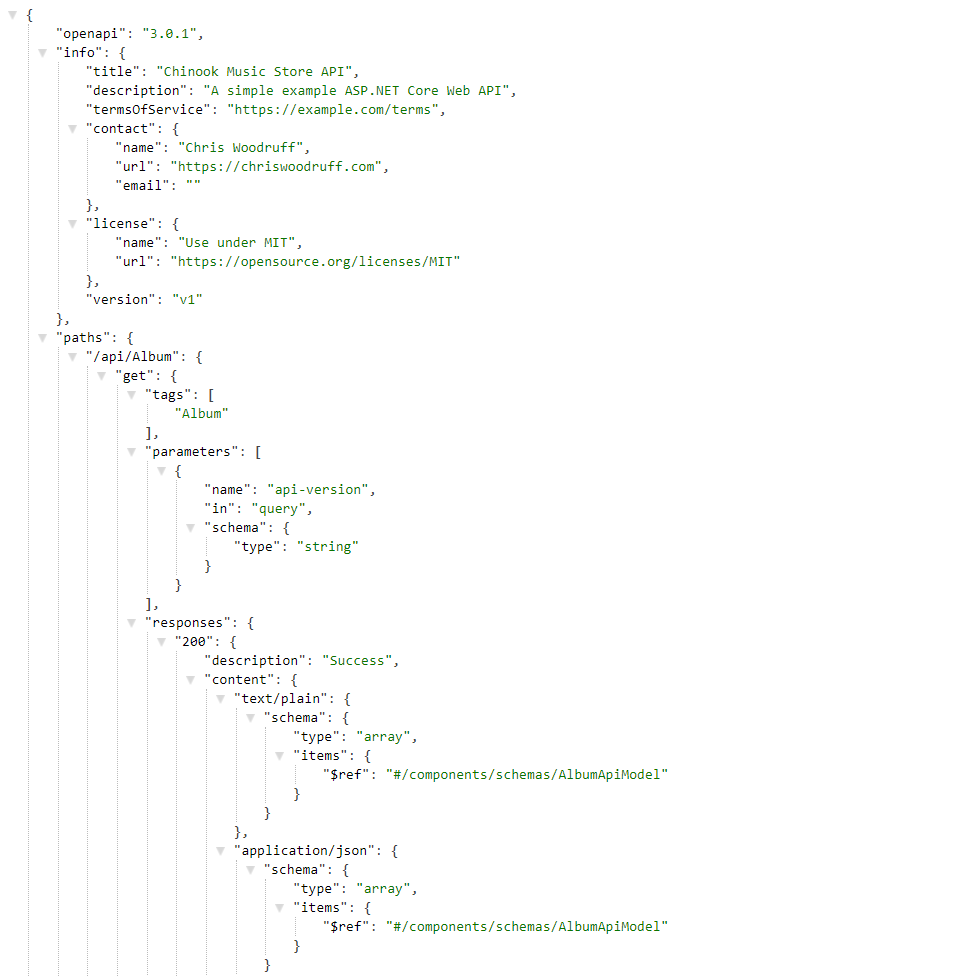 {
"openapi": "3.0.1",
"info": {
"title": "Chinook Music Store API",
"description": "A simple example ASP.NET Core Web API",
"termsOfService": "https://example.com/terms",
"contact": {
"name": "Chris Woodruff",
"url": "https://chriswoodruff.com",
"email": ""
},
"license": {
"name": "Use under MIT",
"url": "https://opensource.org/licenses/MIT"
},
"version": "v1"
},
"paths": {
"/api/Album": {
"get": {
"tags": [
"Album"
],
"parameters": [
{
"name": "api-version",
"in": "query",
"schema": {
"type": "string"
}
}
],
"responses": {
"200": {
"description": "Success",
"content": {
"text/plain": {
"schema": {
"type": "array",
"items": {
"$ref": "#/components/schemas/AlbumApiModel"
}
}
},
"application/json": {
"schema": {
"type": "array",
"items": {
"$ref": "#/components/schemas/AlbumApiModel"
}
}